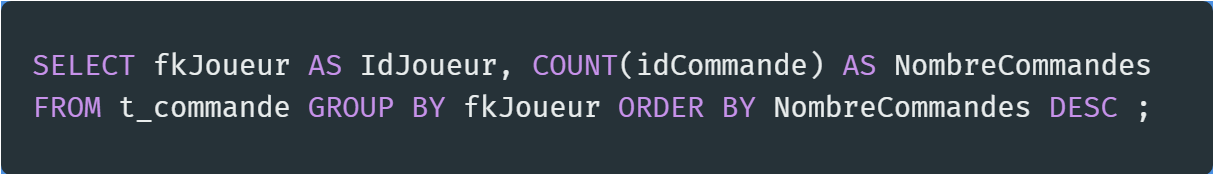 SELECT fkJoueur AS IdJoueur, COUNT(idCommande) AS NombreCommandes
FROM t_commande GROUP BY fkJoueur ORDER BY NombreCommandes DESC ;